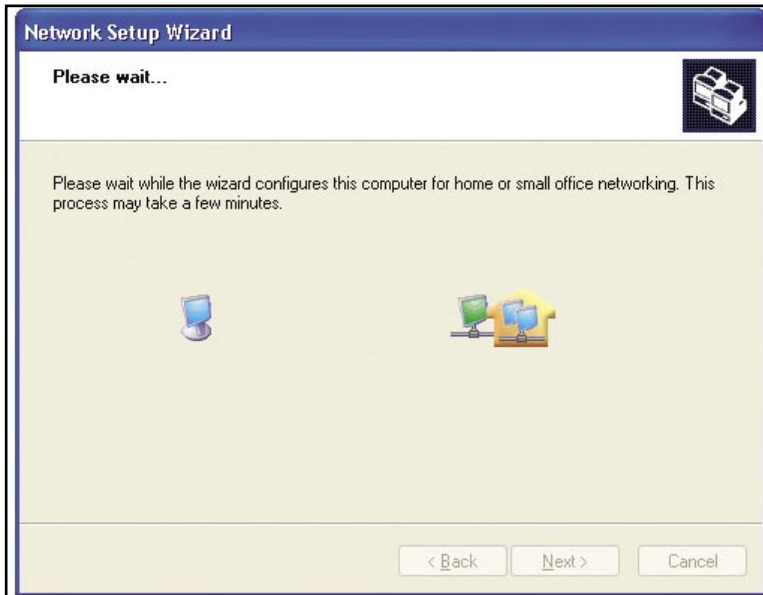 Network Setup Wizard
Please wait...
Please wait while the wizard configures this computer for home or small office networking. This
process may take a few minutes.
< Back
Next >
Cancel